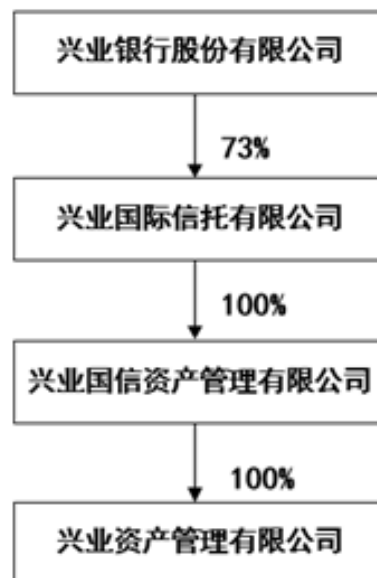 兴业银行股份有限公司
73%
兴业国际信托有限公司
100%
兴业国信资产管理有限公司
100%
兴业资产管理有限公司